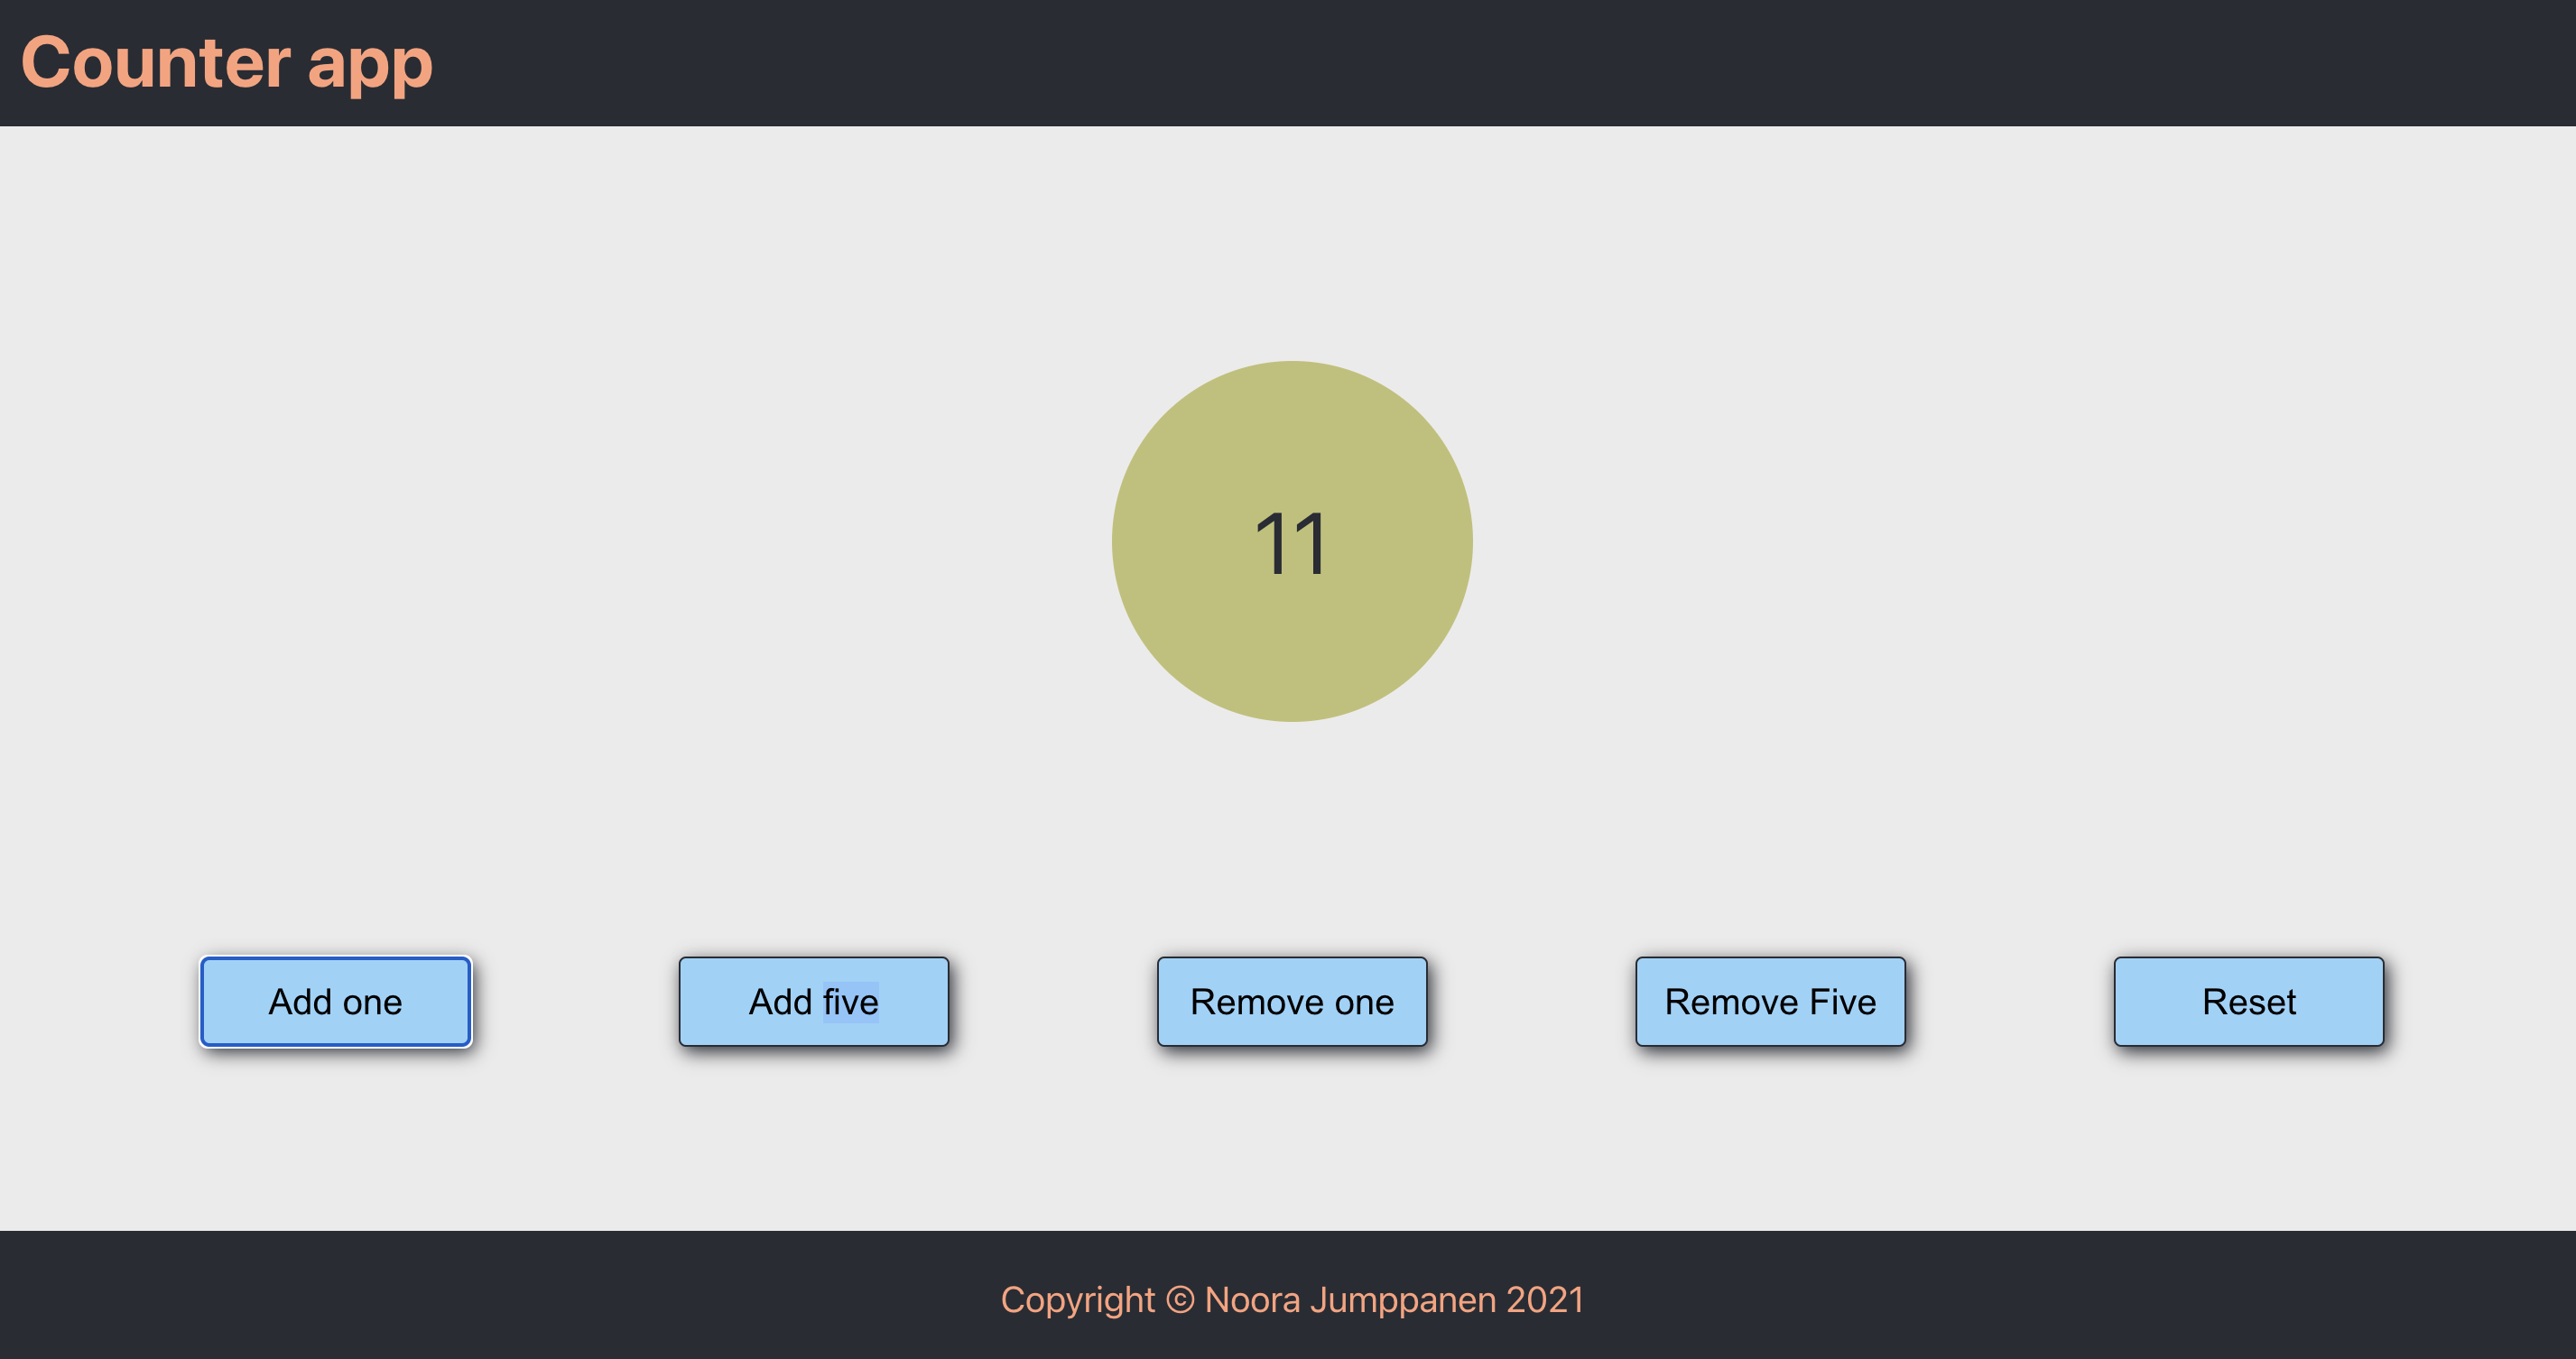 Counter app
11
Add one
Add five
Remove one
Remove Five
Reset
Copyright © Noora Jumppanen 2021